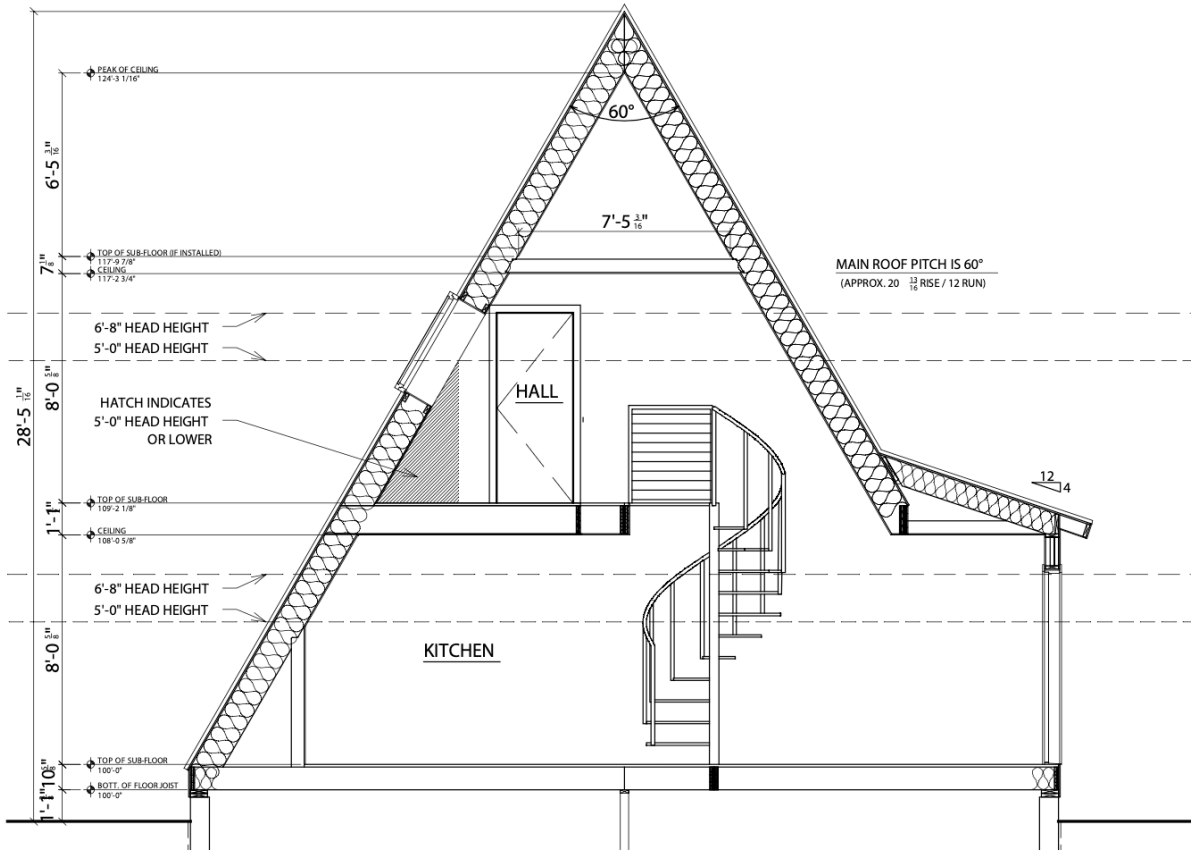 PEAK OF CEILING
124'-3 1/16"
60°
6'-5 3/16"
7'-5 3/16"
TOP OF SUB-FLOOR (IF INSTALLED)
117'-9 7/8"
7 1/8"
CEILING
117'-2 3/4"
MAIN ROOF PITCH IS 60°
(APPROX. 20 13/16 RISE / 12 RUN)
6'-8" HEAD HEIGHT
5'-0" HEAD HEIGHT
28'-5 1/16"
8'-0 5/8"
HALL
HATCH INDICATES
5'-0" HEAD HEIGHT
OR LOWER
12
4
TOP OF SUB-FLOOR
109'-2 1/8"
1'-1"
CEILING
108'-0 5/8"
6'-8" HEAD HEIGHT
5'-0" HEAD HEIGHT
8'-0 5/8"
KITCHEN
TOP OF SUB-FLOOR
100'-0"
10 5/8"
BOTT. OF FLOOR JOIST
100'-0"
1'-1"